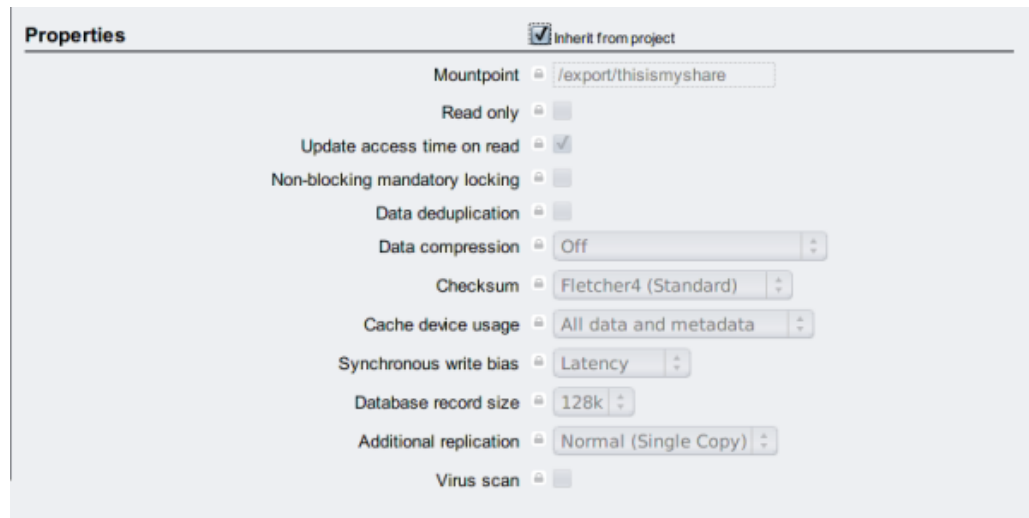 Properties Inherit from project
Mountpoint /export/thisismyshare
Read only
Update access time on read
Non-blocking mandatory locking
Data deduplication
Data compression Off
Checksum Fletcher4 (Standard)
Cache device usage All data and metadata
Synchronous write bias Latency
Database record size 128k
Additional replication Normal (Single Copy)
Virus scan